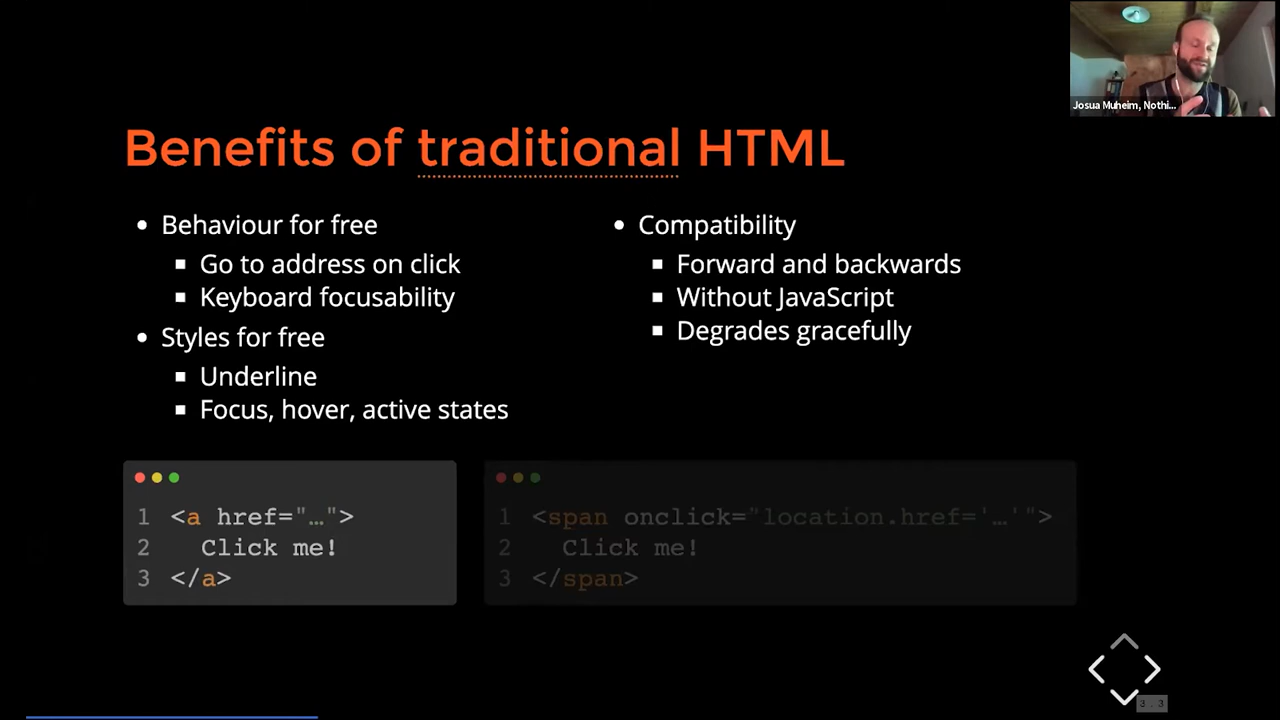 Josua Muheim, Nothi...
Benefits of traditional HTML
• Behaviour for free
▪ Go to address on click
▪ Keyboard focusability
• Styles for free
▪ Underline
▪ Focus, hover, active states
• Compatibility
▪ Forward and backwards
▪ Without JavaScript
▪ Degrades gracefully
1 <a href="…">
2 Click me!
3 </a>
1 <span onclick="location.href='…'">
2 Click me!
3 </span>
3.3